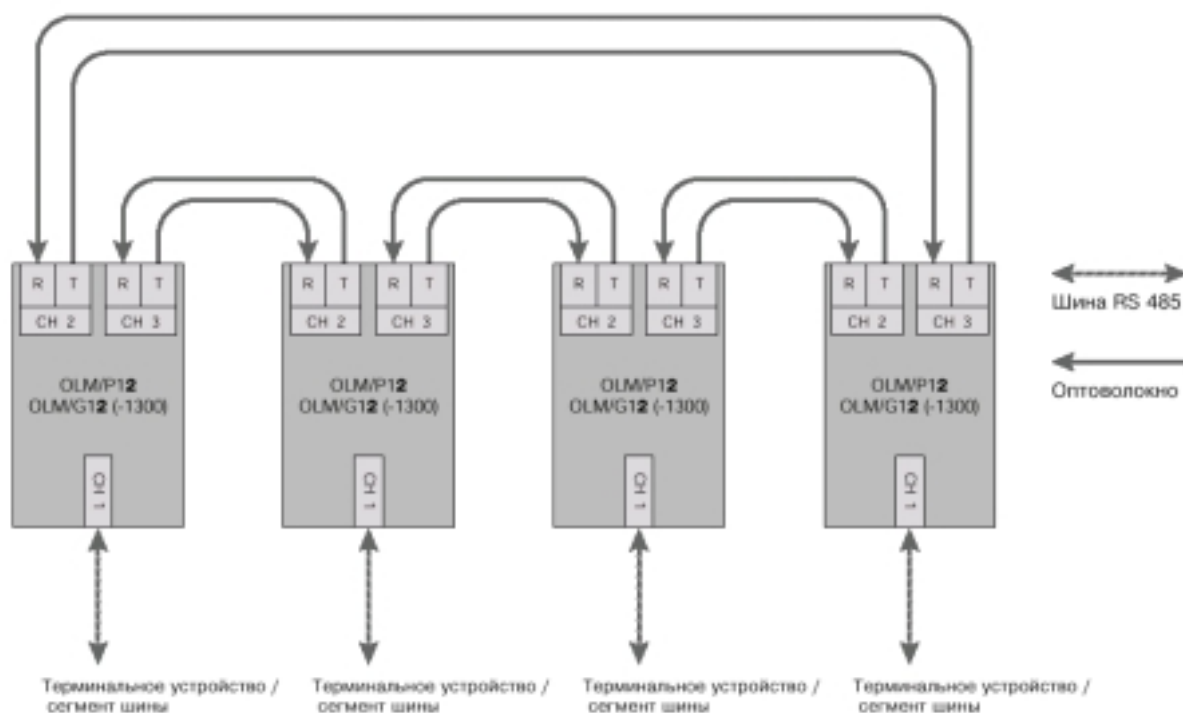 R T R T
CH 2 CH 3
OLM/P12
OLM/G12 (-1300)
CH 1
R T R T
CH 2 CH 3
OLM/P12
OLM/G12 (-1300)
CH 1
R T R T
CH 2 CH 3
OLM/P12
OLM/G12 (-1300)
CH 1
R T R T
CH 2 CH 3
OLM/P12
OLM/G12 (-1300)
CH 1
Шина RS 485
Оптоволокно
Терминальное устройство /
сегмент шины
Терминальное устройство /
сегмент шины
Терминальное устройство /
сегмент шины
Терминальное устройство /
сегмент шины